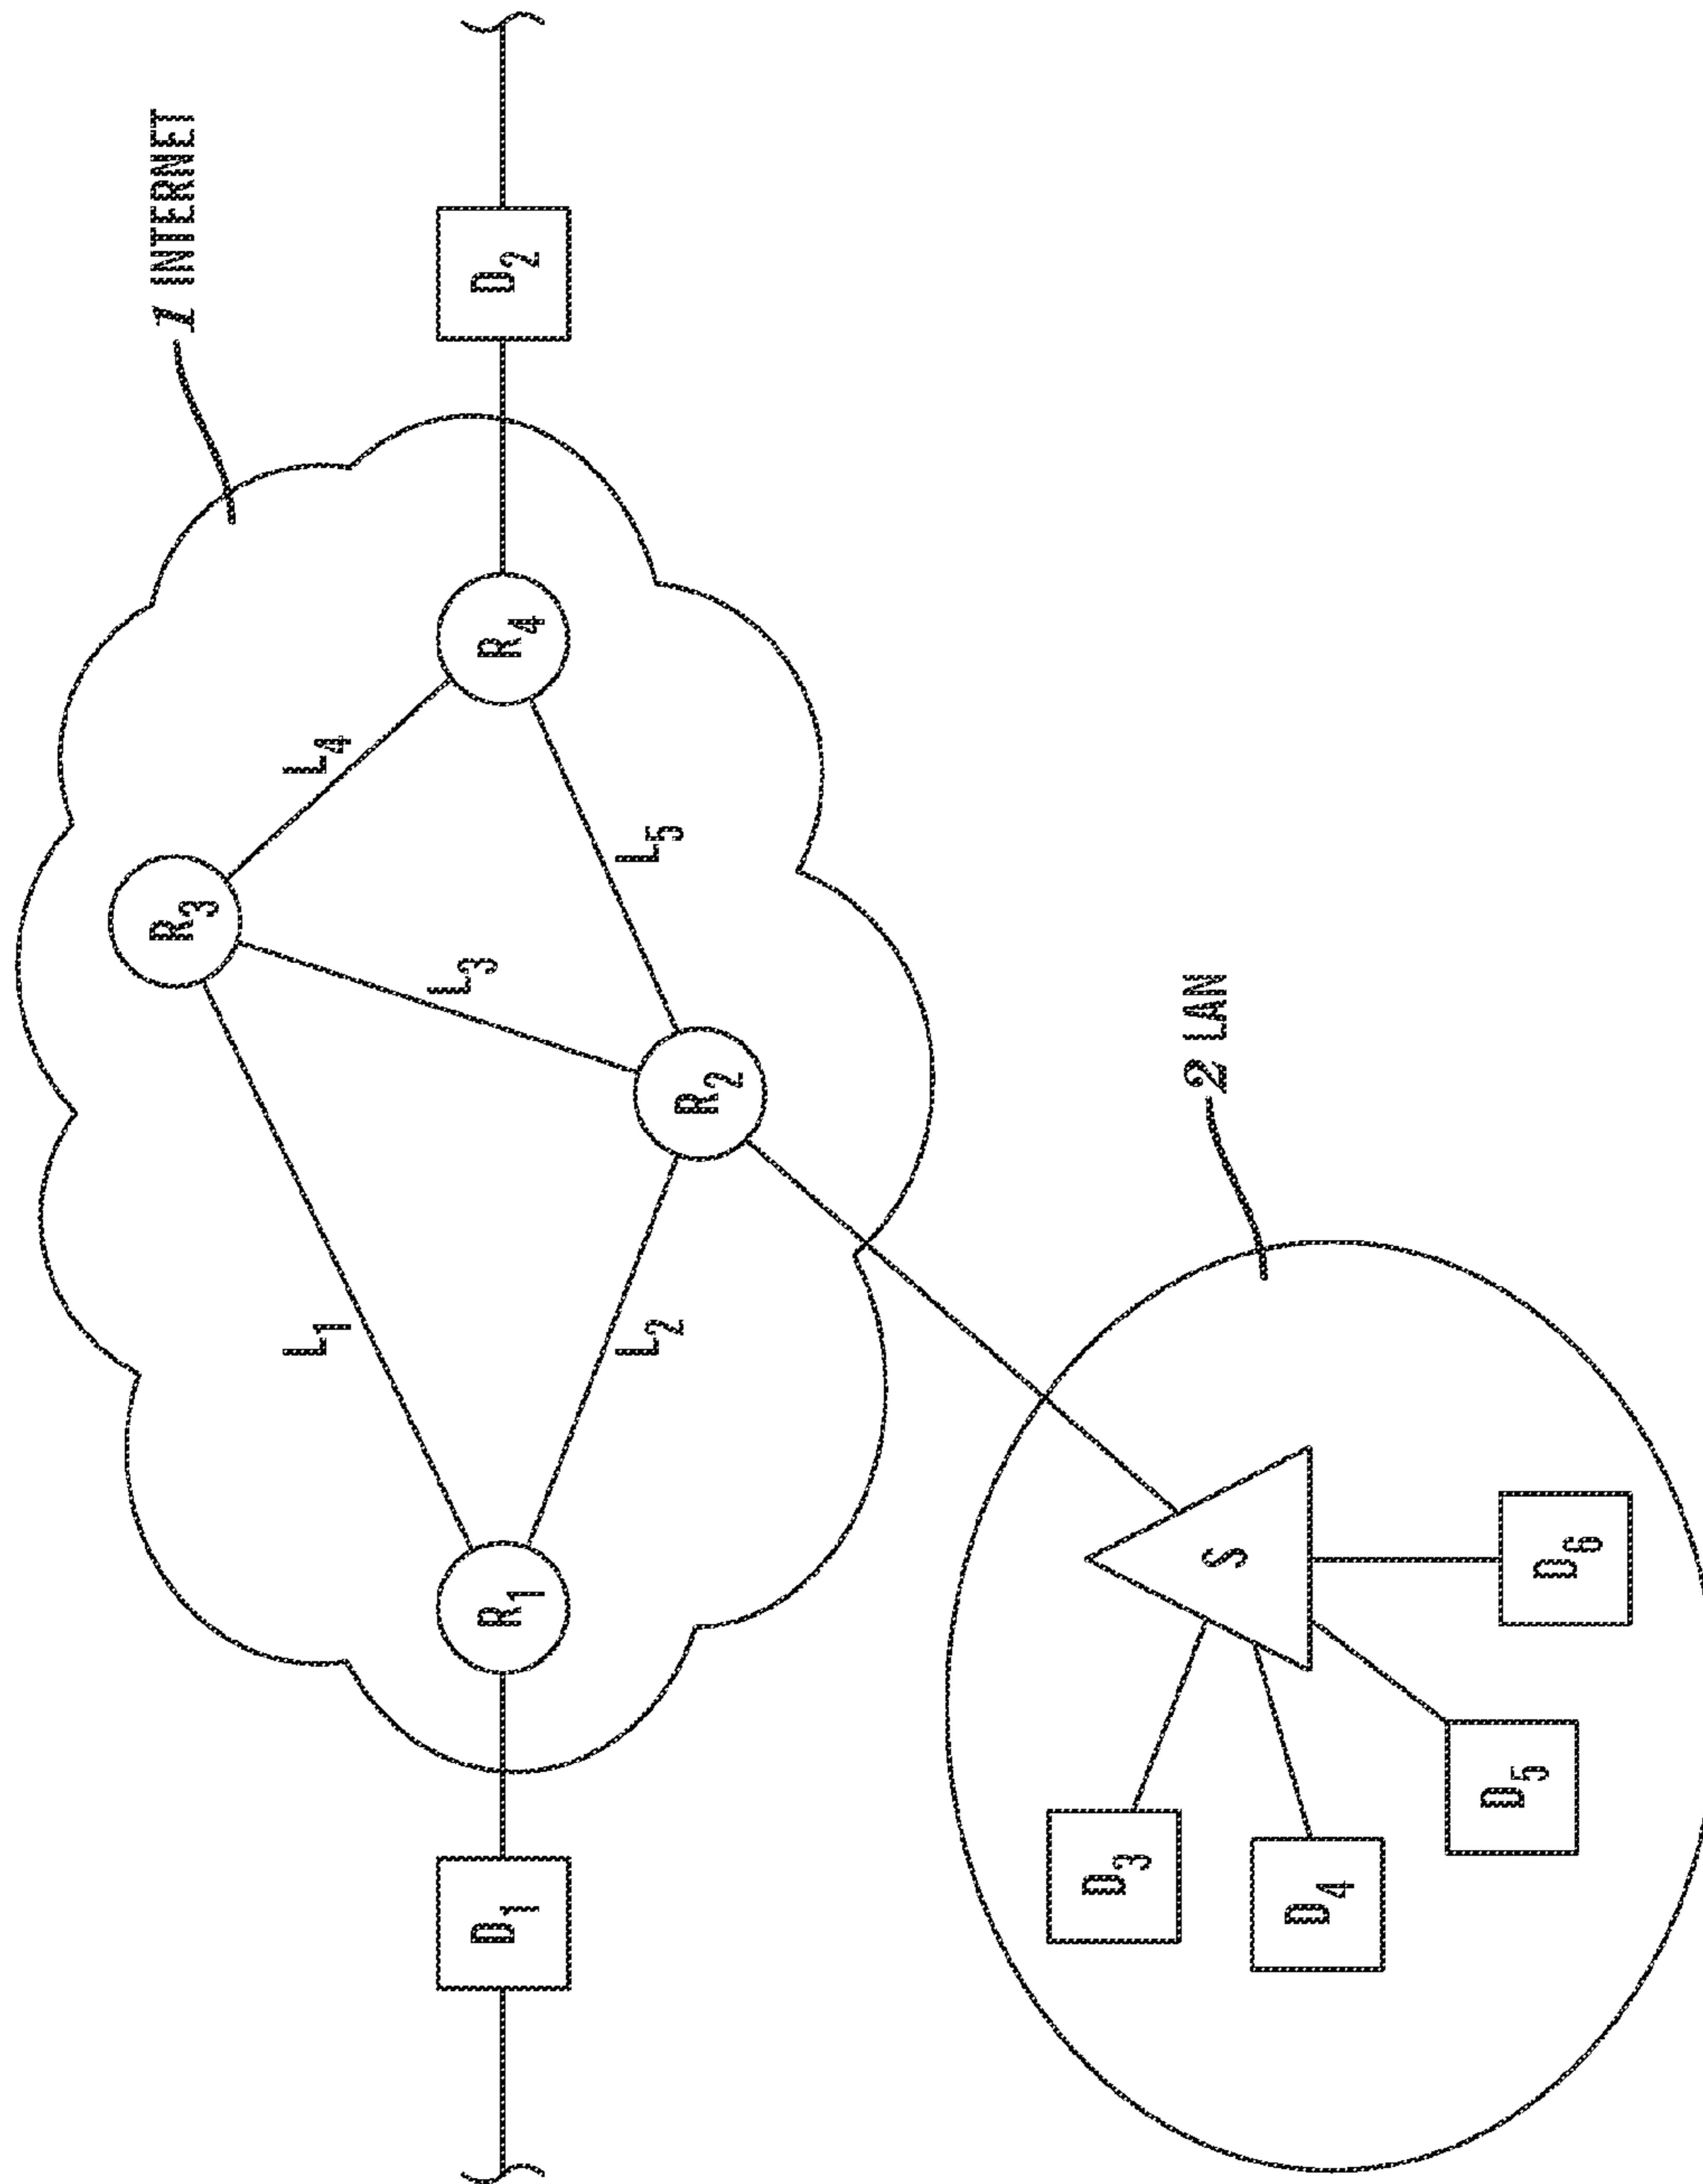 1 INTERNET
R₃
L₁
L₄
L₃
D₁
R₁
R₄
D₂
L₂
L₅
R₂
2 LAN
D₃
S
D₄
D₅
D₆